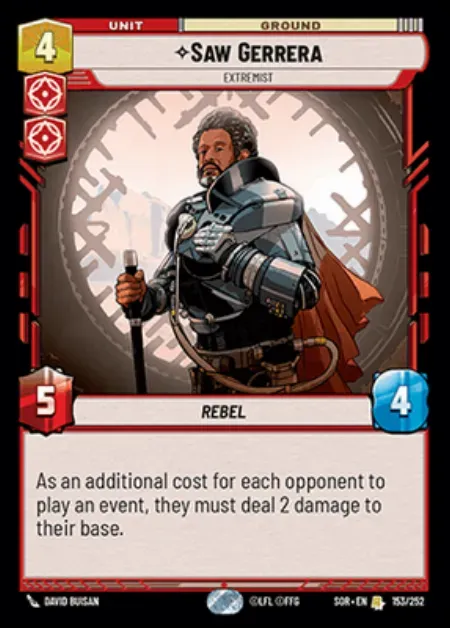 4
UNIT
GROUND
SAW GERRERA
EXTREMIST
5
REBEL
4
As an additional cost for each opponent to
play an event, they must deal 2 damage to
their base.
DAVID BUISAN
©LFL ⒻFFG
SOR • EN
153/252